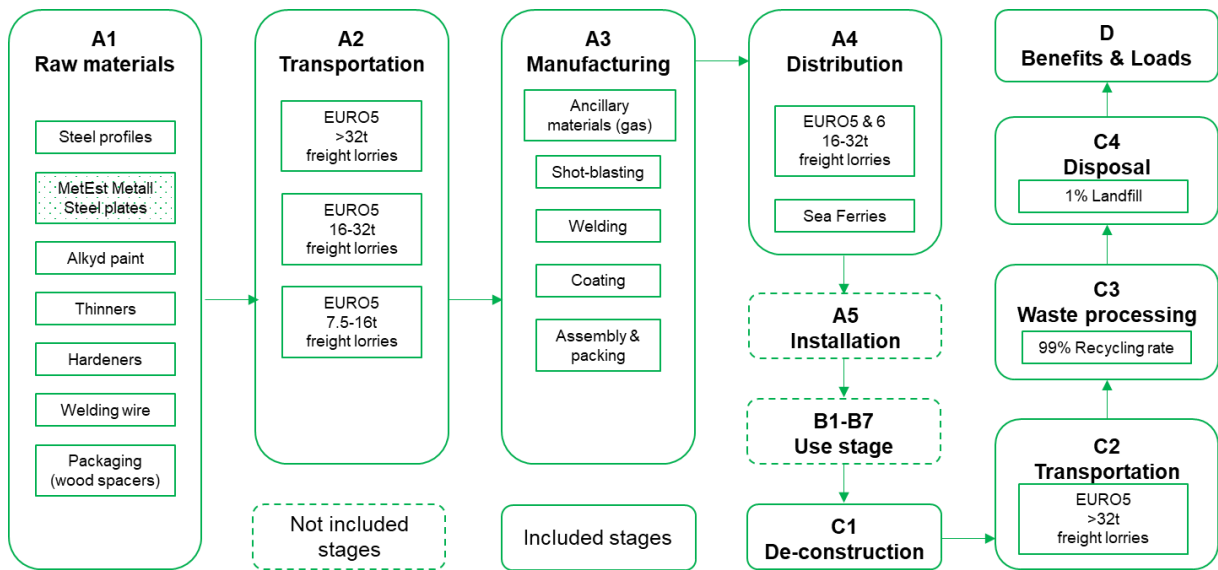 A1
Raw materials
Steel profiles
MetEst Metall
Steel plates
Alkyd paint
Thinners
Hardeners
Welding wire
Packaging
(wood spacers)
A2
Transportation
EURO5
>32t
freight lorries
EURO5
16-32t
freight lorries
EURO5
7.5-16t
freight lorries
A3
Manufacturing
Ancillary
materials (gas)
Shot-blasting
Welding
Coating
Assembly &
packing
A4
Distribution
EURO5 & 6
16-32t
freight lorries
Sea Ferries
A5
Installation
B1-B7
Use stage
C1
De-construction
C2
Transportation
EURO5
>32t
freight lorries
C3
Waste processing
99% Recycling rate
C4
Disposal
1% Landfill
D
Benefits & Loads
Not included
stages
Included stages